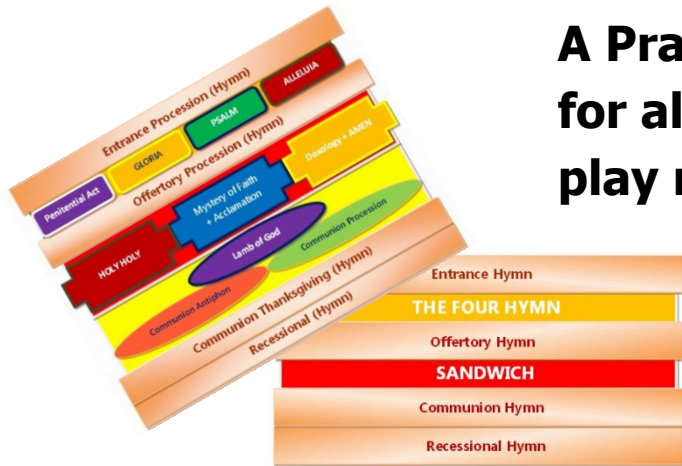 A Pra
for al
play r
Entrance Procession (Hymn)
Penitential Act
GLORIA
PSALM
ALLELUIA
Offertory Procession (Hymn)
HOLY HOLY
Mystery of Faith
+ Acclamation
Doxology + AMEN
Communion Antiphon
Lamb of God
Communion Procession
Communion Thanksgiving (Hymn)
Recessional (Hymn)
Entrance Hymn
THE FOUR HYMN
Offertory Hymn
SANDWICH
Communion Hymn
Recessional Hymn